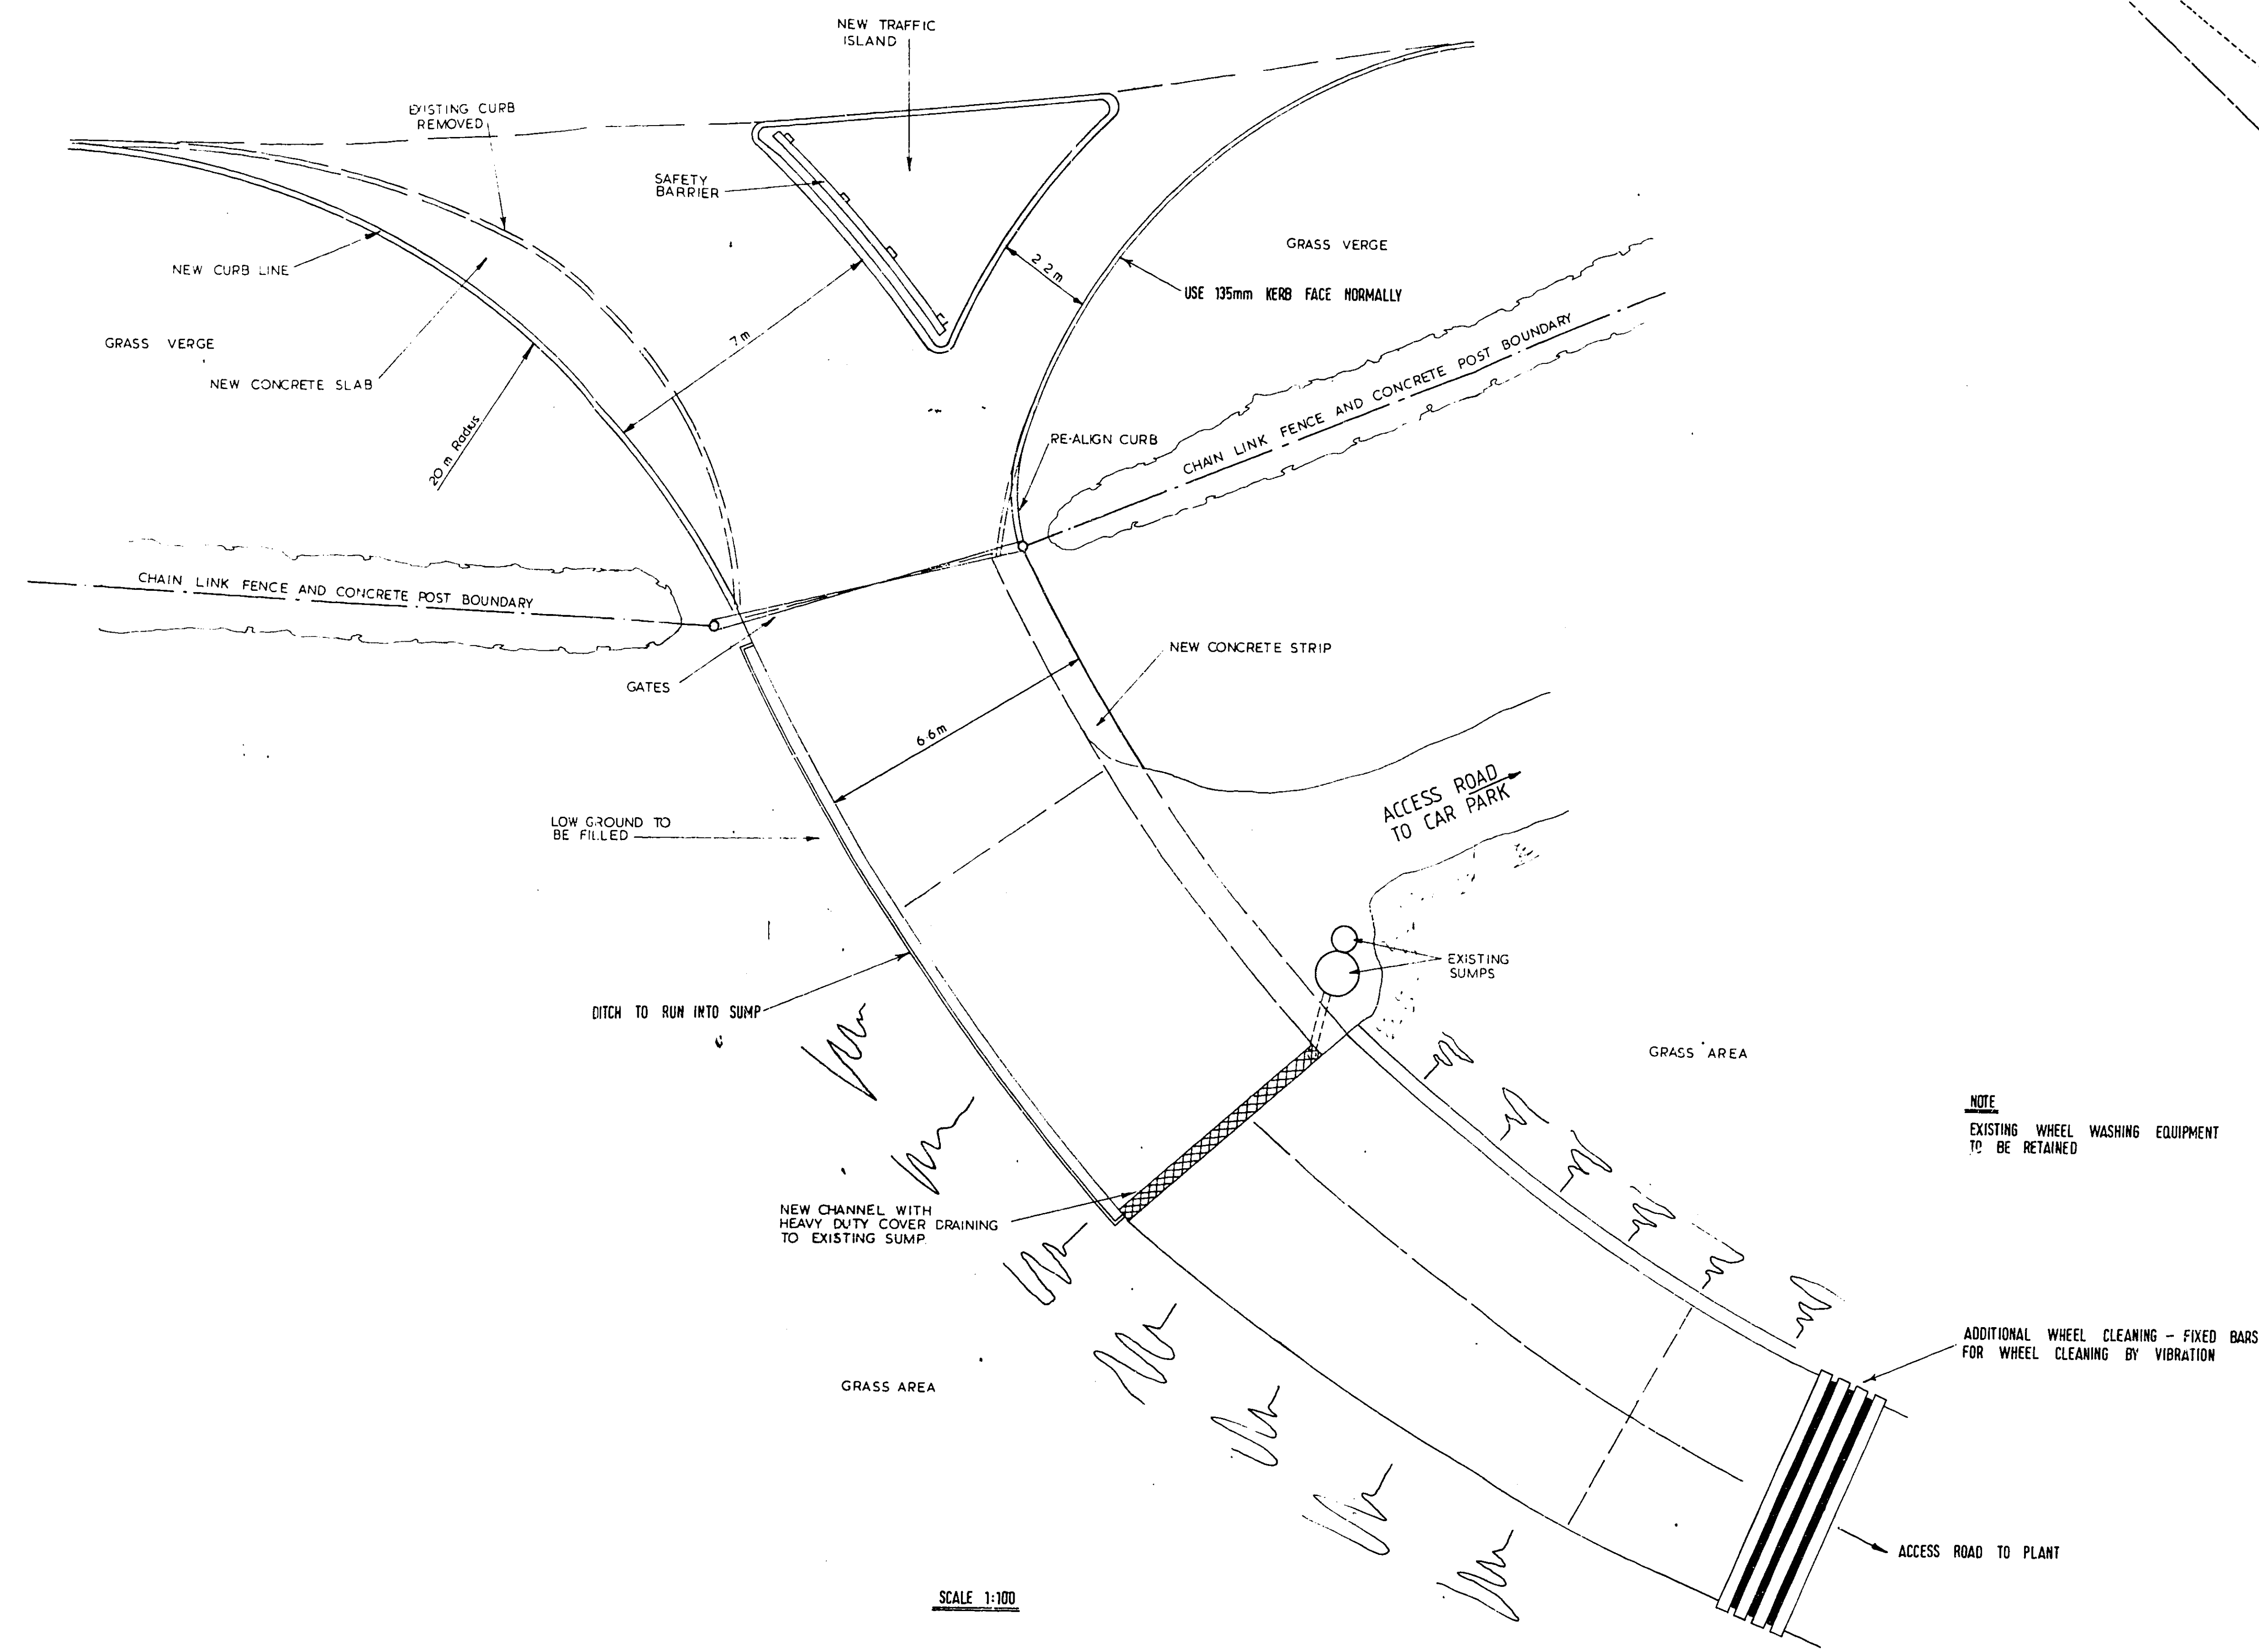 NEW TRAFFIC
ISLAND
EXISTING CURB
REMOVED
SAFETY
BARRIER
NEW CURB LINE
GRASS VERGE
USE 135mm KERB FACE NORMALLY
2.2 m
7m
GRASS VERGE
NEW CONCRETE SLAB
20 m Radius
RE-ALIGN CURB
CHAIN LINK FENCE AND CONCRETE POST BOUNDARY
CHAIN LINK FENCE AND CONCRETE POST BOUNDARY
GATES
NEW CONCRETE STRIP
6.6m
LOW GROUND TO
BE FILLED
ACCESS ROAD
TO CAR PARK
EXISTING
SUMPS
DITCH TO RUN INTO SUMP
GRASS AREA
NOTE
EXISTING WHEEL WASHING EQUIPMENT
TO BE RETAINED
NEW CHANNEL WITH
HEAVY DUTY COVER DRAINING
TO EXISTING SUMP.
ADDITIONAL WHEEL CLEANING - FIXED BARS
FOR WHEEL CLEANING BY VIBRATION
GRASS AREA
ACCESS ROAD TO PLANT
SCALE 1:100